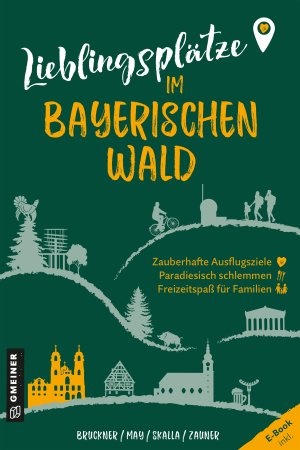 Lieblingsplätze
IM
BAYERISCHEN
WALD
Zauberhafte Ausflugsziele
Paradiesisch schlemmen
Freizeitspaß für Familien
GMEINER
E-Book
inkl.
BRUCKNER / MAY / SKALLA / ZAUNER